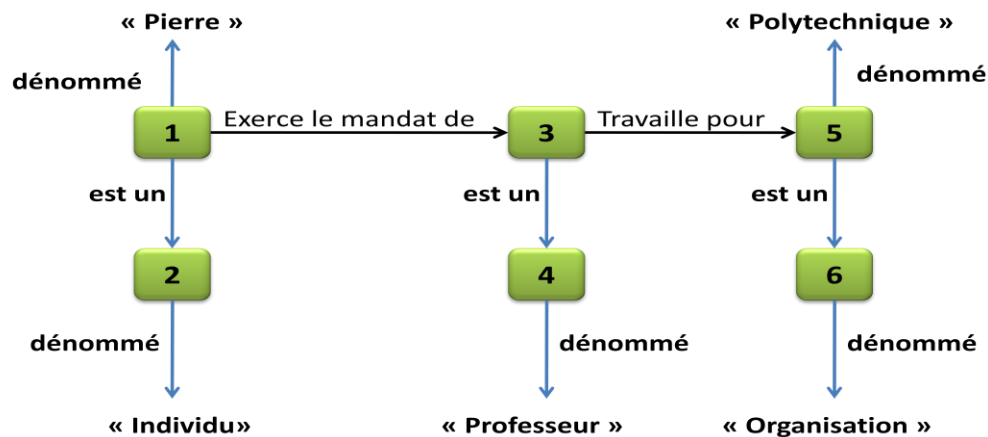 « Pierre »
« Polytechnique »
dénommé
dénommé
1
Exerce le mandat de
3
Travaille pour
5
est un
est un
est un
2
4
6
dénommé
dénommé
dénommé
« Individu»
« Professeur »
« Organisation »